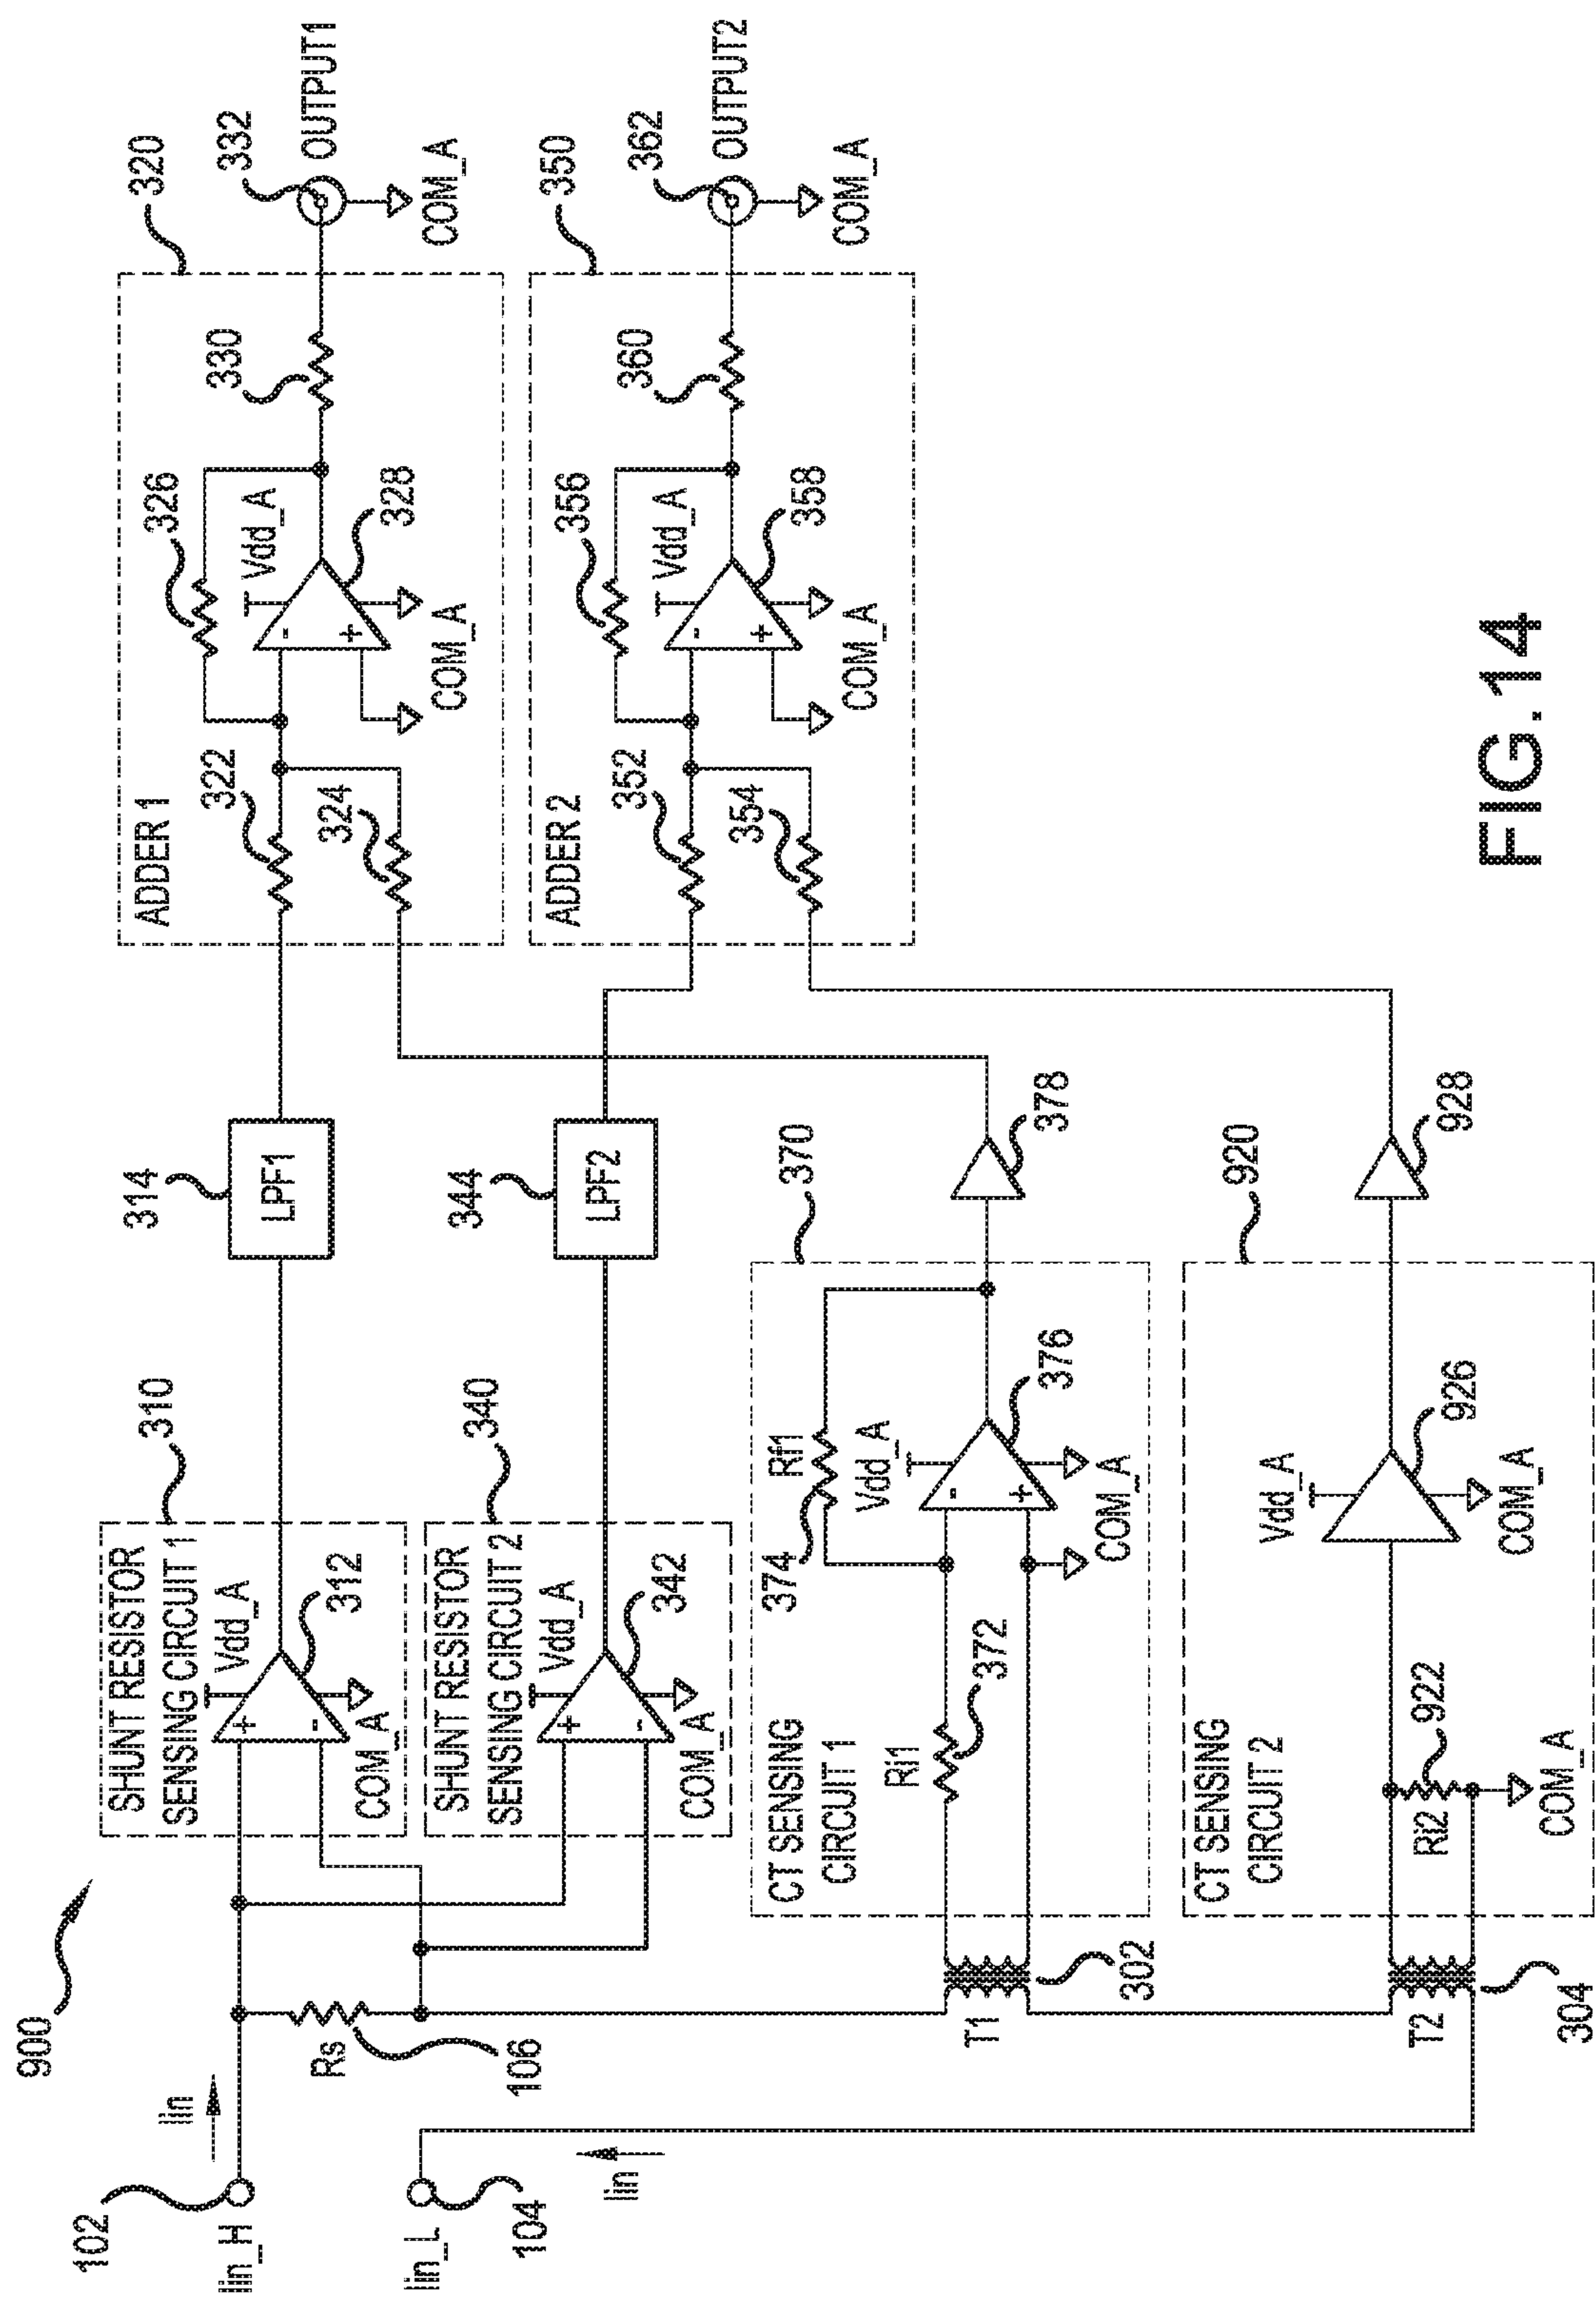 900
102
Iin_H
Iin
Iin_L
104
Iin
Rs
106
310
SHUNT RESISTOR
SENSING CIRCUIT 1
Vdd_A
+
-
312
COM_A
314
LPF1
340
SHUNT RESISTOR
SENSING CIRCUIT 2
Vdd_A
+
-
342
COM_A
344
LPF2
320
ADDER 1
322
324
326
Vdd_A
-
+
328
COM_A
330
332
OUTPUT1
COM_A
350
ADDER 2
352
354
356
Vdd_A
-
+
358
COM_A
360
362
OUTPUT2
COM_A
T1
302
370
CT SENSING
CIRCUIT 1
Ri1
372
374
Rf1
Vdd_A
-
+
376
COM_A
378
T2
304
920
CT SENSING
CIRCUIT 2
Ri2
922
COM_A
Vdd_A
926
COM_A
928
FIG.14